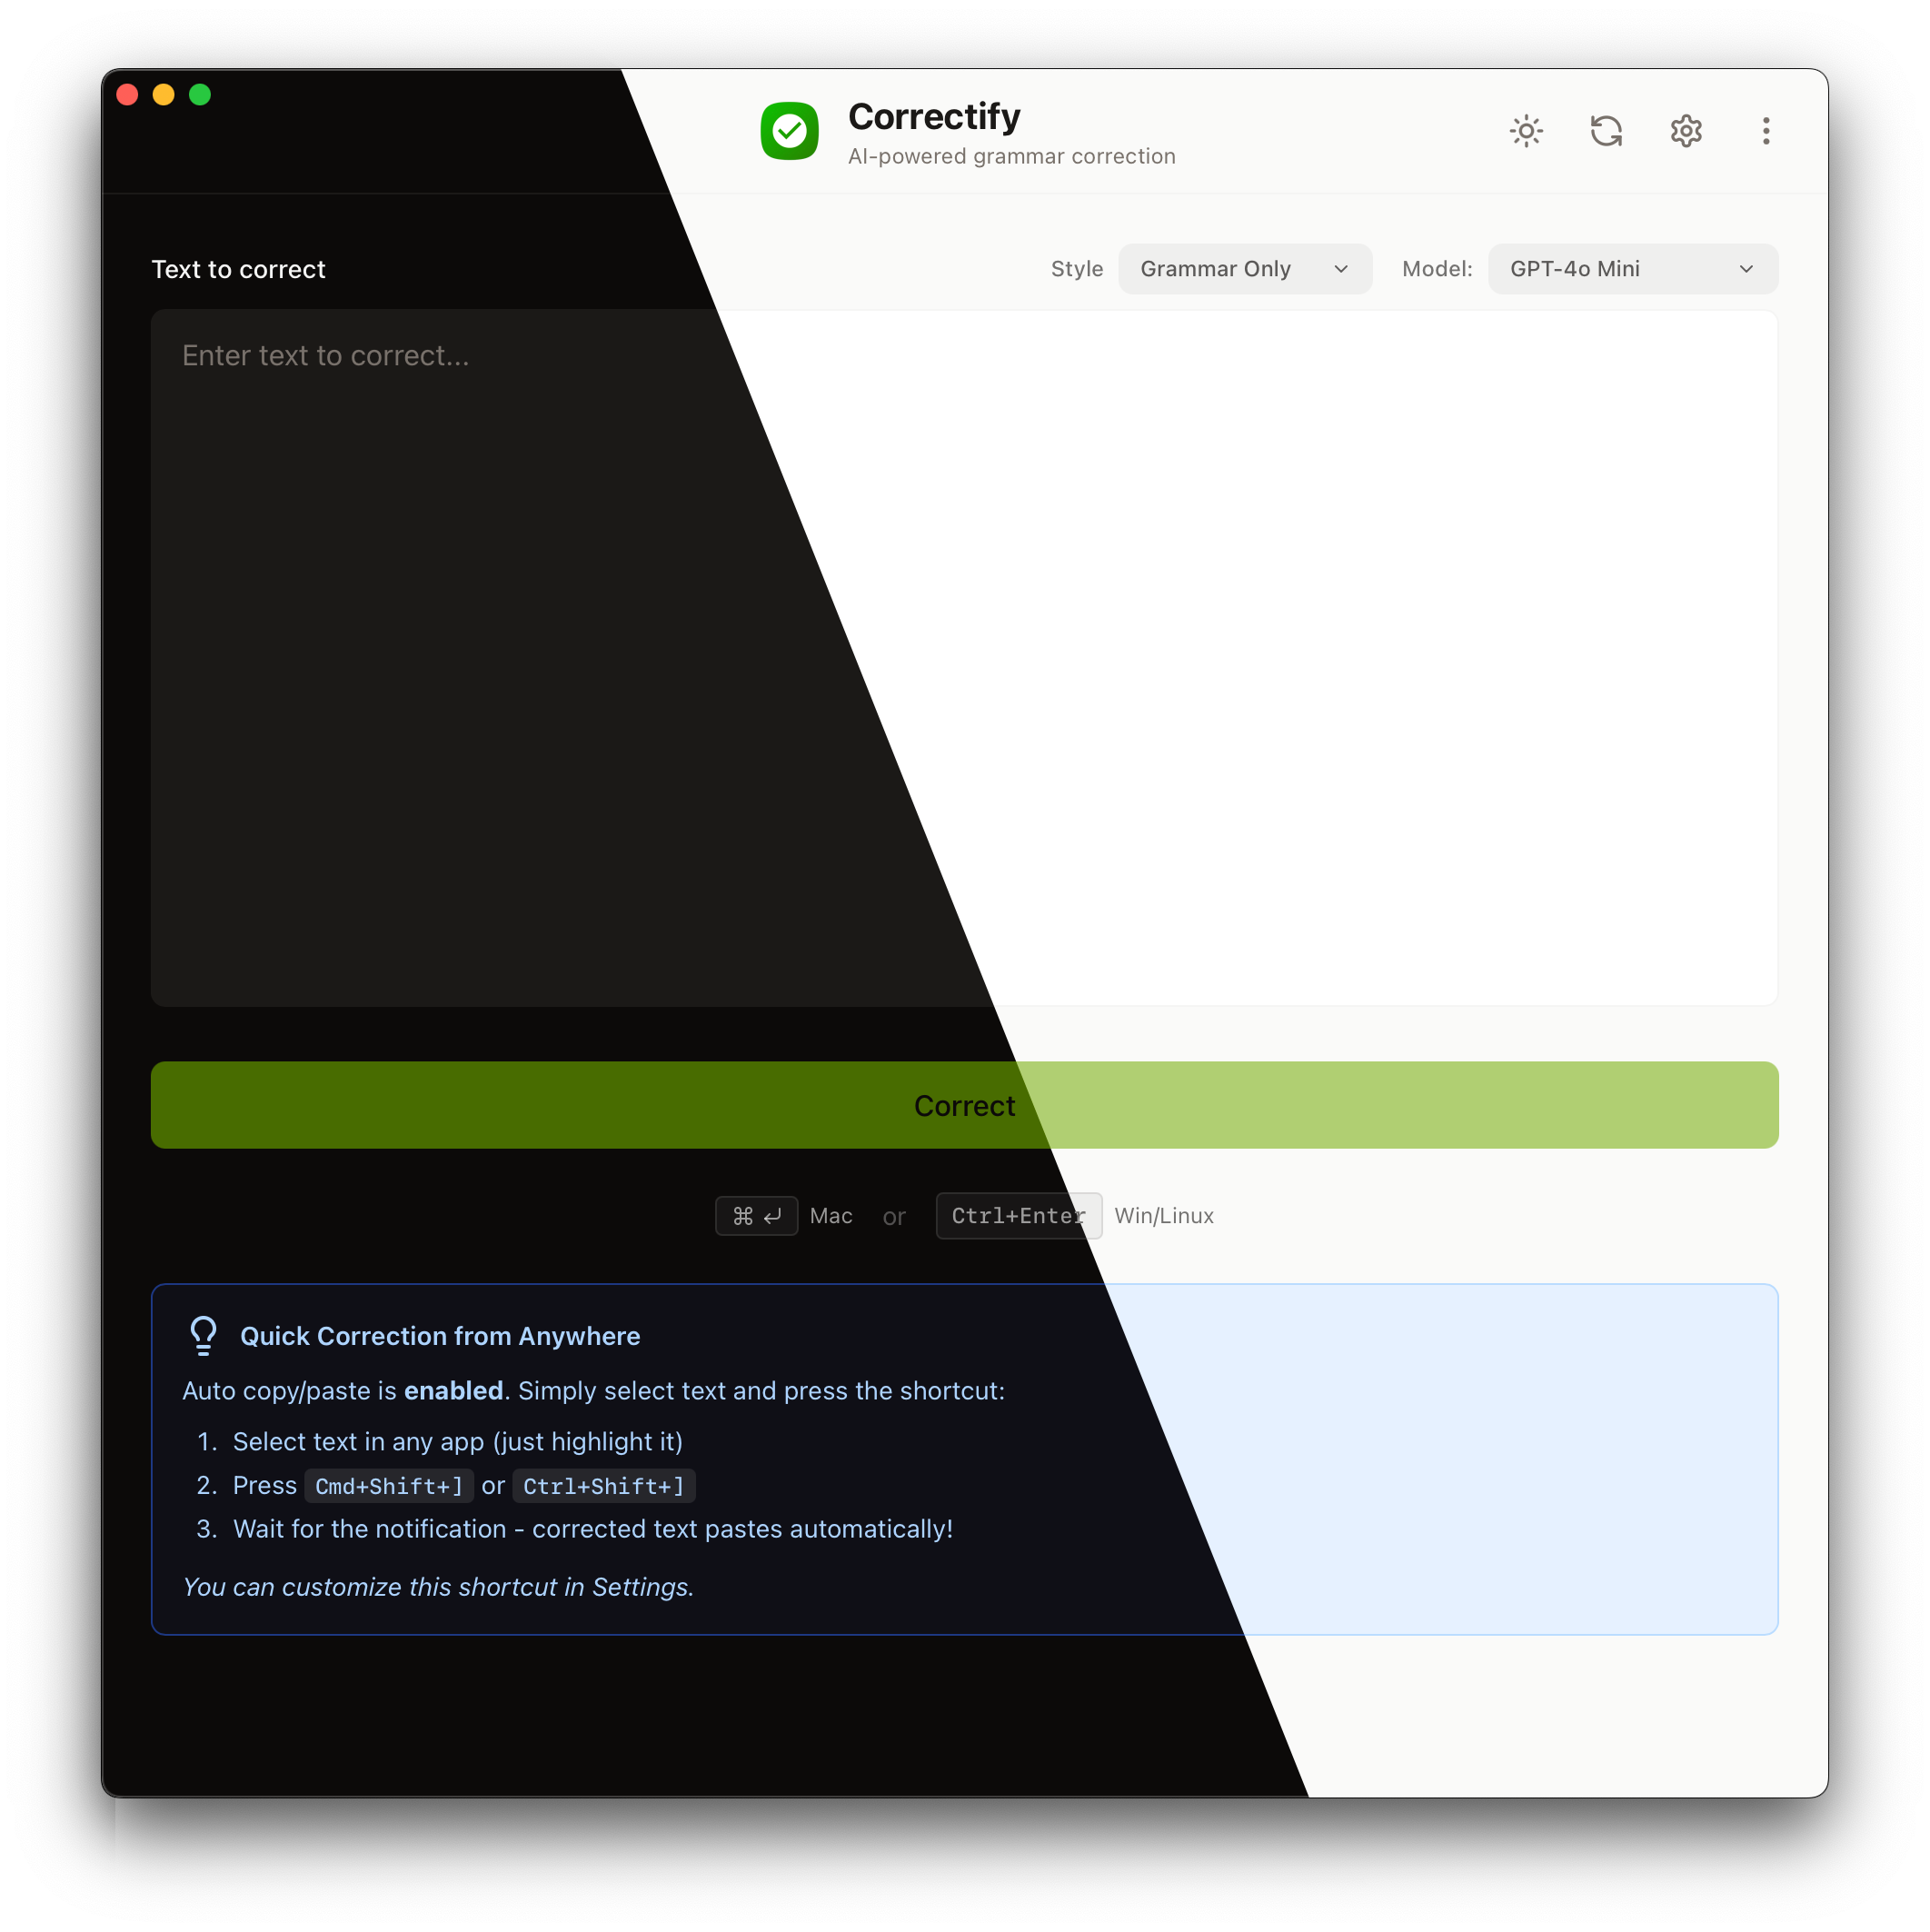 Correctify
AI-powered grammar correction
Text to correct
Style
Grammar Only
Model:
GPT-4o Mini
Enter text to correct...
Correct
⌘ ↵ Mac or Ctrl+Enter Win/Linux
Quick Correction from Anywhere
Auto copy/paste is enabled. Simply select text and press the shortcut:
1. Select text in any app (just highlight it)
2. Press Cmd+Shift+] or Ctrl+Shift+]
3. Wait for the notification - corrected text pastes automatically!
You can customize this shortcut in Settings.